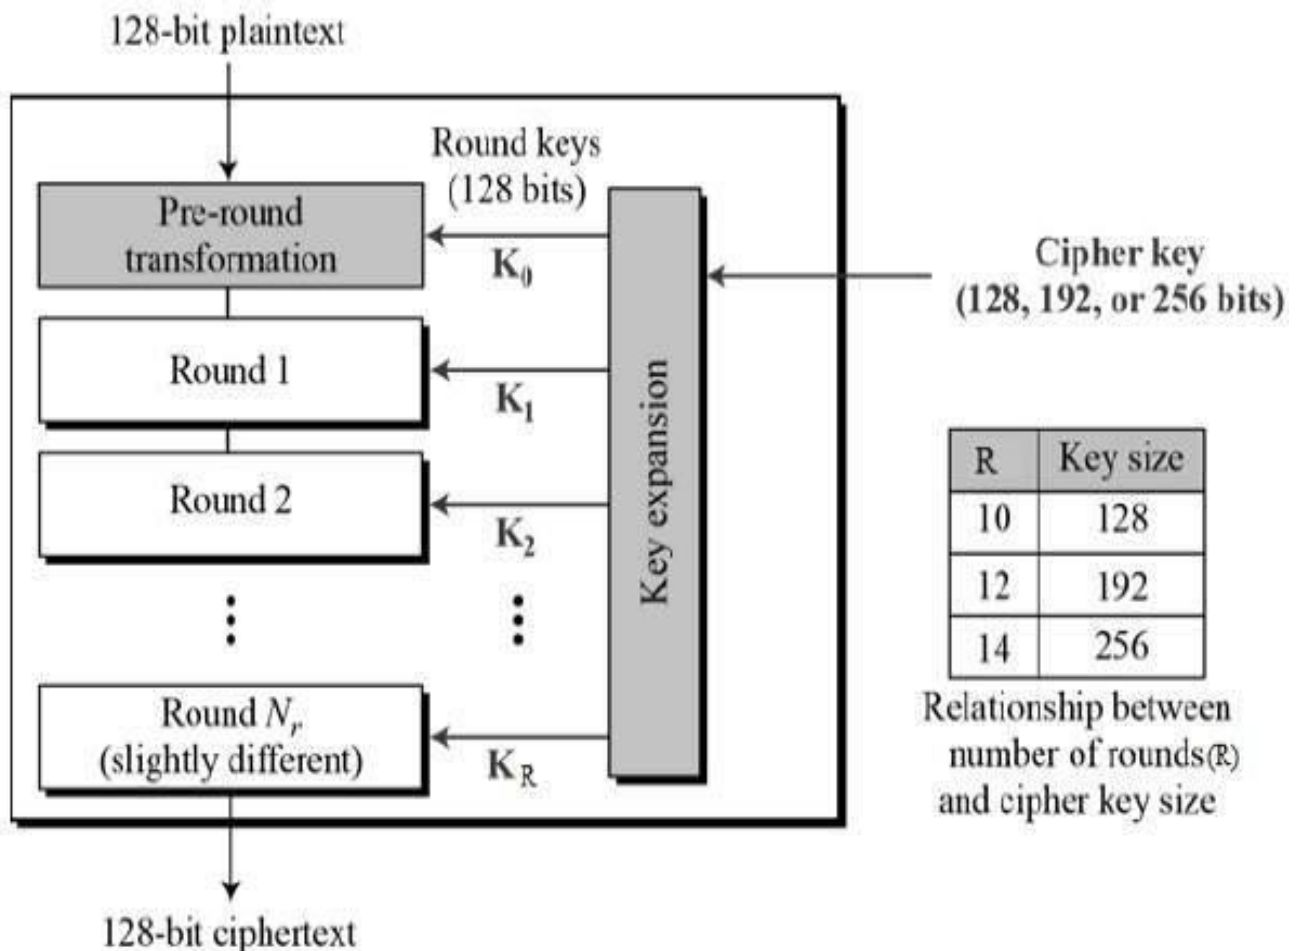 128-bit plaintext
Round keys
(128 bits)
Pre-round
transformation
K0
Cipher key
(128, 192, or 256 bits)
Round 1
K1
Round 2
K2
Key expansion
R Key size
10 128
12 192
14 256
Relationship between
number of rounds(R)
and cipher key size
Round Nr
(slightly different)
KR
128-bit ciphertext